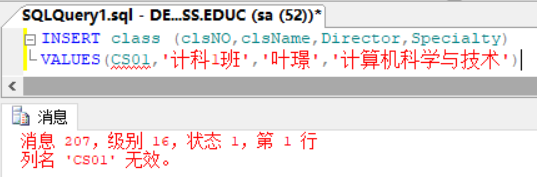 SQLQuery1.sql - DE...SS.EDUC (sa (52))*
INSERT class (clsNO,clsName,Director,Specialty)
VALUES(CS01,'计科1班','叶璟','计算机科学与技术')
消息
消息 207，级别 16，状态 1，第 1 行
列名 'CS01' 无效。